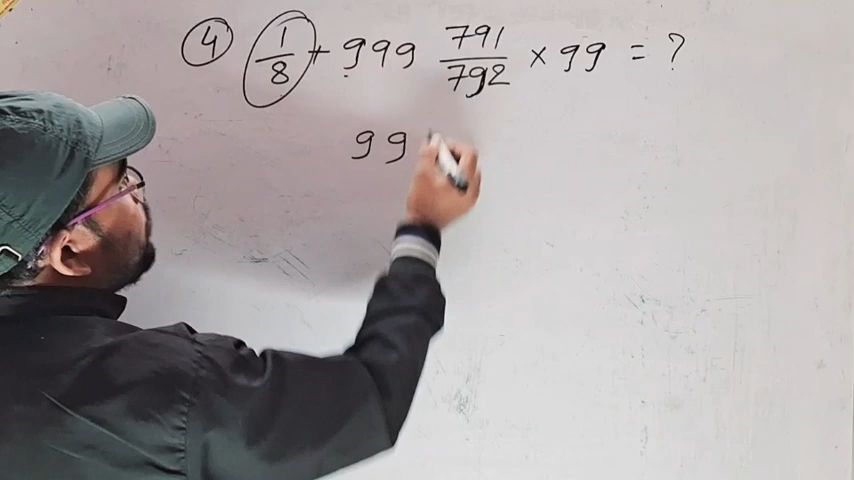 ④ 1/8 + 999 791/792 × 99 = ?
99